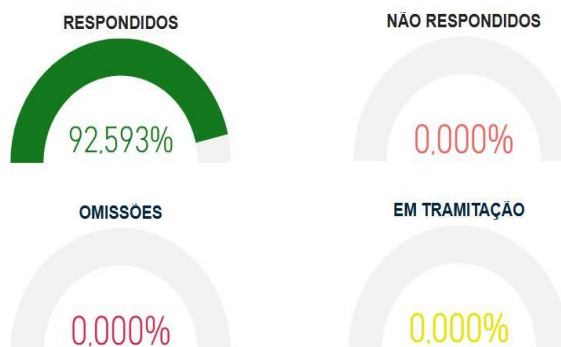 RESPONDIDOS
NÃO RESPONDIDOS
92,593%
0,000%
OMISSÕES
EM TRAMITAÇÃO
0,000%
0,000%